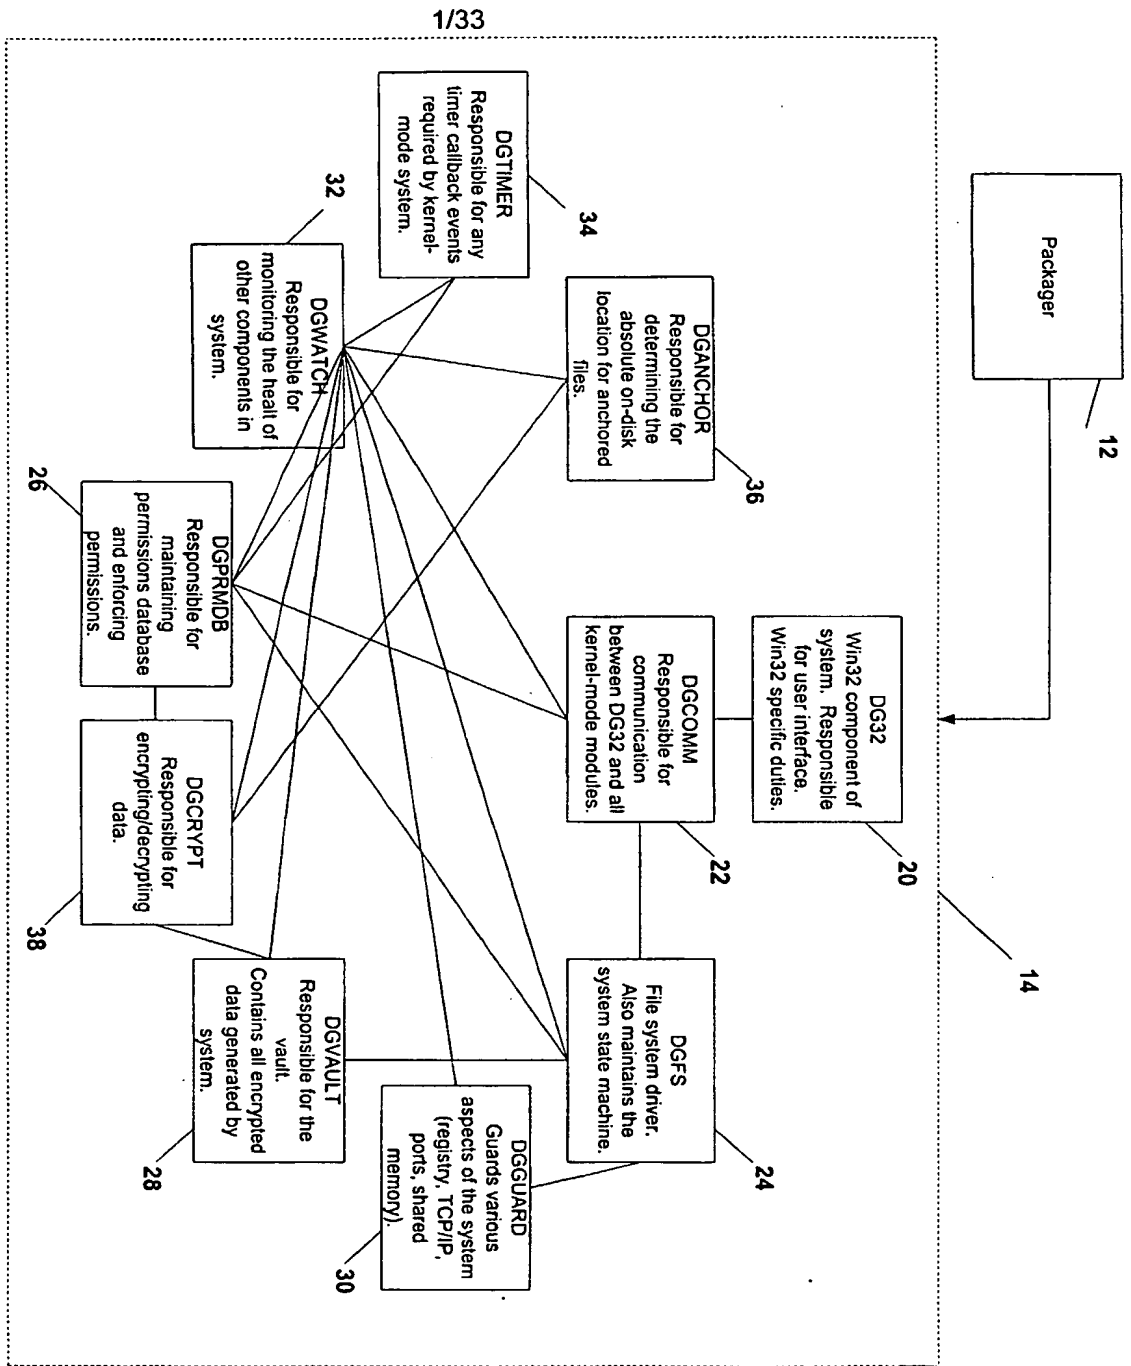 1/33
Packager
12
14
DG32
Win32 component of
system. Responsible
for user interface.
Win32 specific duties.
20
DGCOMM
Responsible for
communication
between DG32 and all
kernel-mode modules.
22
DGFS
File system driver.
Also maintains the
system state machine.
24
DGANCHOR
Responsible for
determining the
absolute on-disk
location for anchored
files.
36
DGTIMER
Responsible for any
timer callback events
required by kernel-
mode system.
34
DGGUARD
Guards various
aspects of the system
(registry, TCP/IP,
ports, shared
memory).
30
DGWATCH
Responsible for
monitoring the healt of
other components in
system.
32
DGVAULT
Responsible for the
vault.
Contains all encrypted
data generated by
system.
28
DGPRMDB
Responsible for
maintaining
permissions database
and enforcing
permissions.
26
DGCRYPT
Responsible for
encrypting/decrypting
data.
38